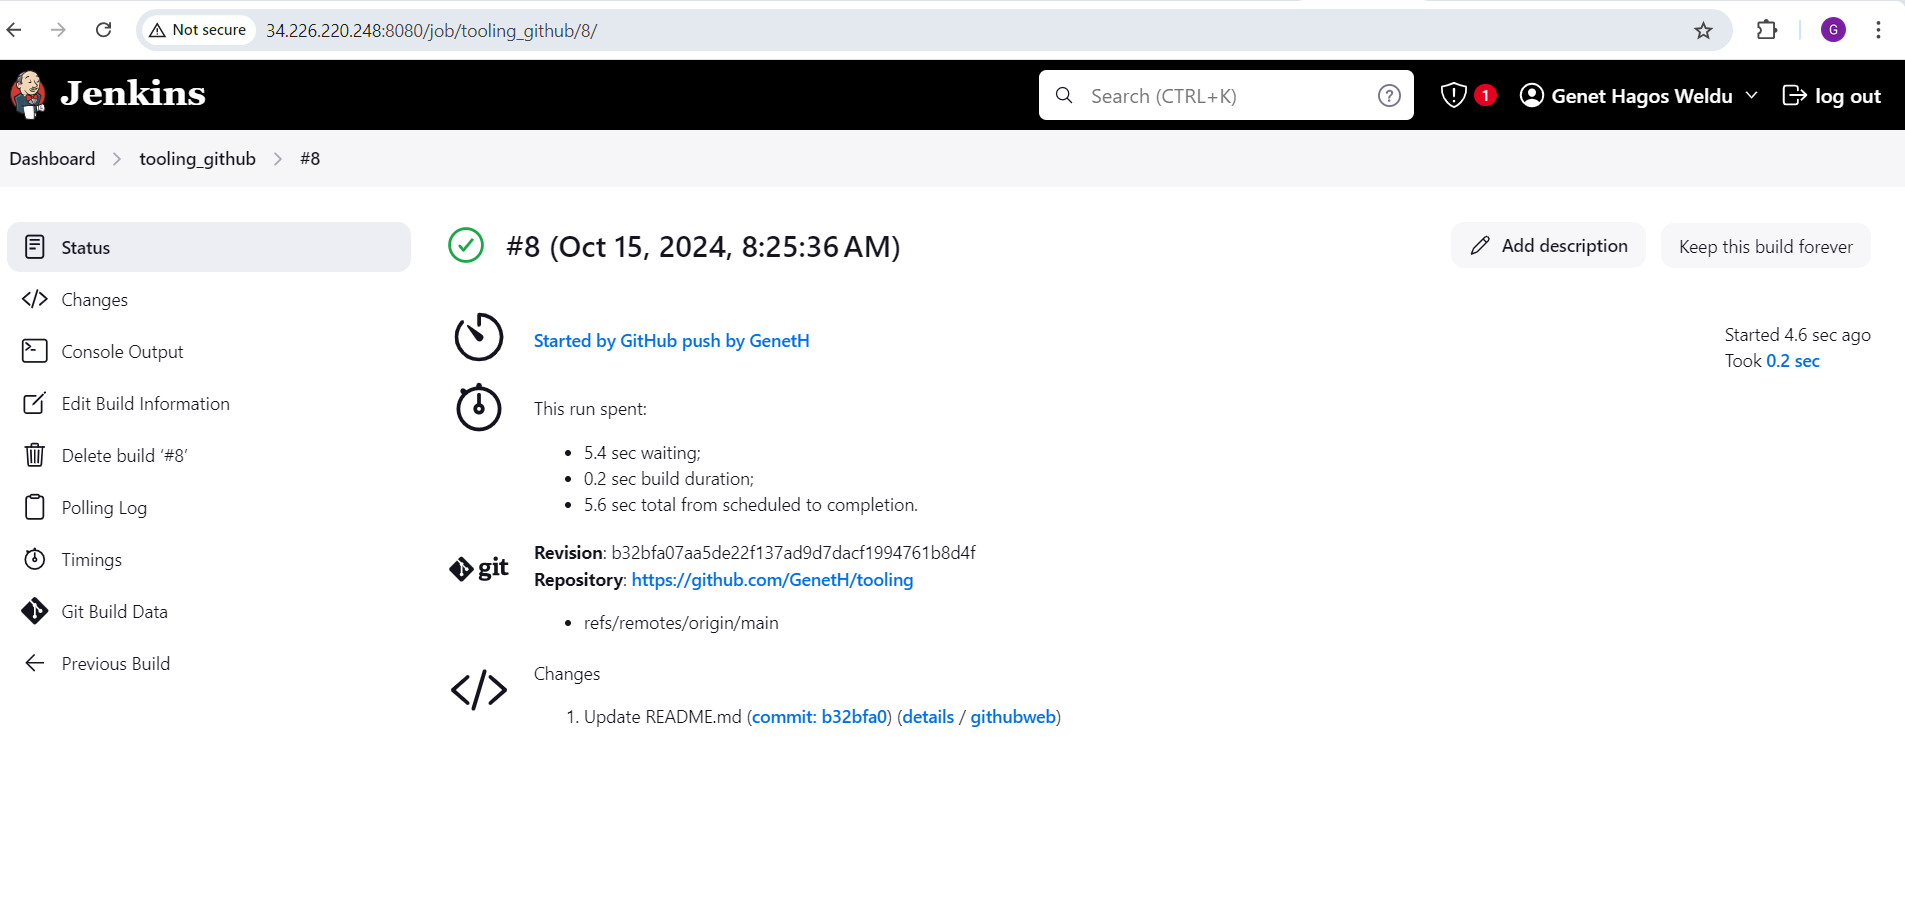 Not secure 34.226.220.248:8080/job/tooling_github/8/
G
Jenkins
Search (CTRL+K)
?
1
Genet Hagos Weldu
log out
Dashboard > tooling_github > #8
Status
Changes
Console Output
Edit Build Information
Delete build ‘#8’
Polling Log
Timings
Git Build Data
Previous Build
#8 (Oct 15, 2024, 8:25:36 AM)
Add description
Keep this build forever
Started by GitHub push by GenetH
Started 4.6 sec ago
Took 0.2 sec
This run spent:
• 5.4 sec waiting;
• 0.2 sec build duration;
• 5.6 sec total from scheduled to completion.
git
Revision: b32bfa07aa5de22f137ad9d7dacf1994761b8d4f
Repository: https://github.com/GenetH/tooling
• refs/remotes/origin/main
Changes
1. Update README.md (commit: b32bfa0) (details / githubweb)